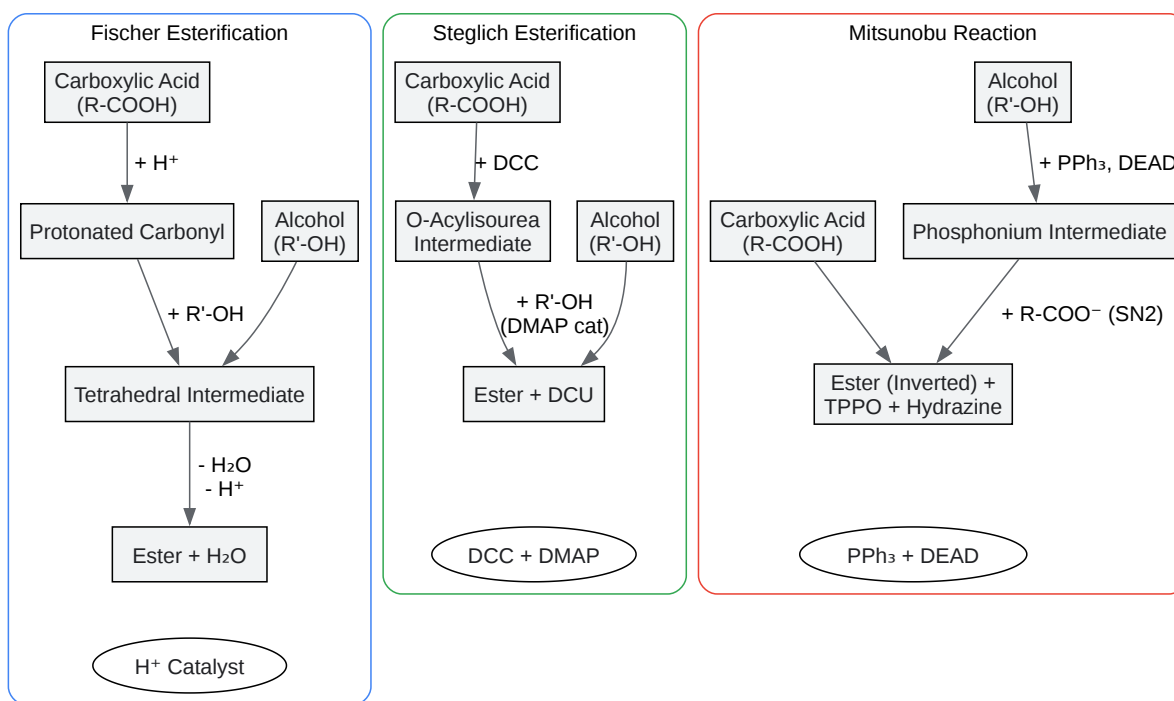 Fischer Esterification
Carboxylic Acid
(R-COOH)
+ H⁺
Protonated Carbonyl
Alcohol
(R'-OH)
+ R'-OH
Tetrahedral Intermediate
- H₂O
- H⁺
Ester + H₂O
H⁺ Catalyst
Steglich Esterification
Carboxylic Acid
(R-COOH)
+ DCC
O-Acylisourea
Intermediate
Alcohol
(R'-OH)
+ R'-OH
(DMAP cat)
Ester + DCU
DCC + DMAP
Mitsunobu Reaction
Alcohol
(R'-OH)
+ PPh₃, DEAD
Carboxylic Acid
(R-COOH)
Phosphonium Intermediate
+ R-COO⁻ (SN2)
Ester (Inverted) +
TPPO + Hydrazine
PPh₃ + DEAD